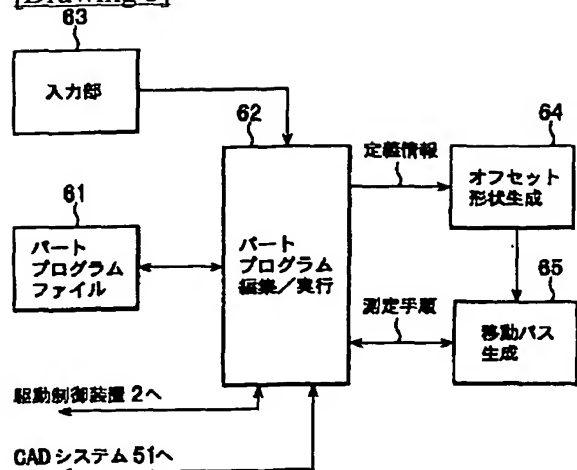 63
入力部
62
64
定義情報
オフセット
形状生成
61
パート
プログラム
ファイル
パート
プログラム
編集/実行
65
測定手順
移動パス
生成
駆動制御装置2へ
CADシステム51へ